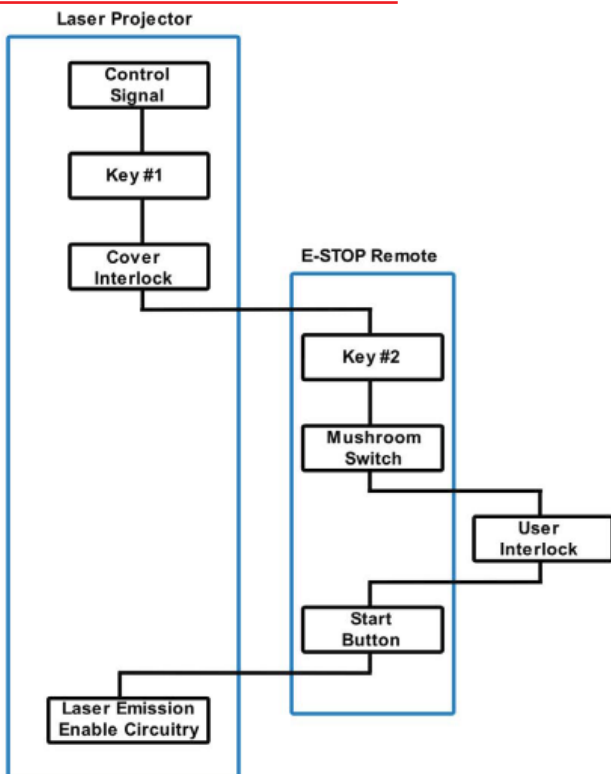 Laser Projector
Control
Signal
Key #1
Cover
Interlock
E-STOP Remote
Key #2
Mushroom
Switch
User
Interlock
Start
Button
Laser Emission
Enable Circuitry